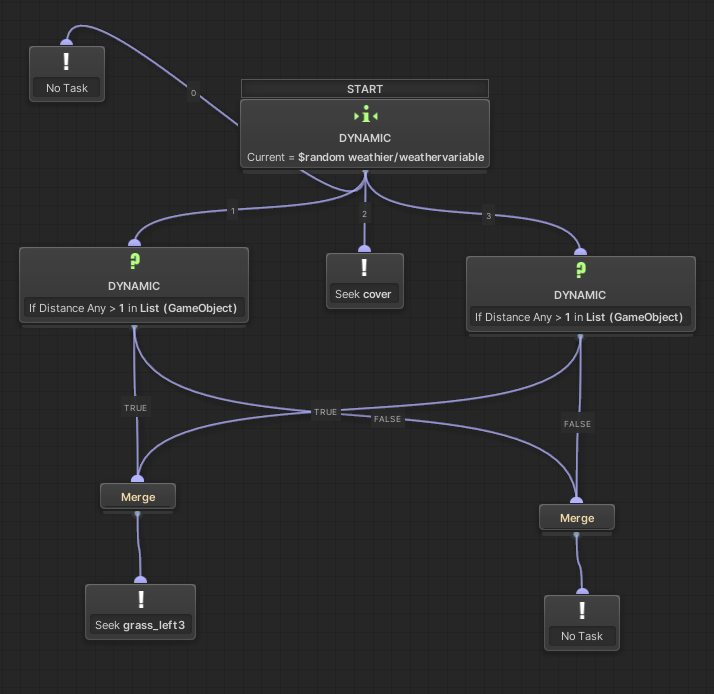 !
No Task
0
START
i
DYNAMIC
Current = $random weathier/weathervariable
1
2
3
?
DYNAMIC
If Distance Any > 1 in List (GameObject)
!
Seek cover
?
DYNAMIC
If Distance Any > 1 in List (GameObject)
TRUE
TRUE
FALSE
FALSE
Merge
Merge
!
Seek grass_left3
!
No Task